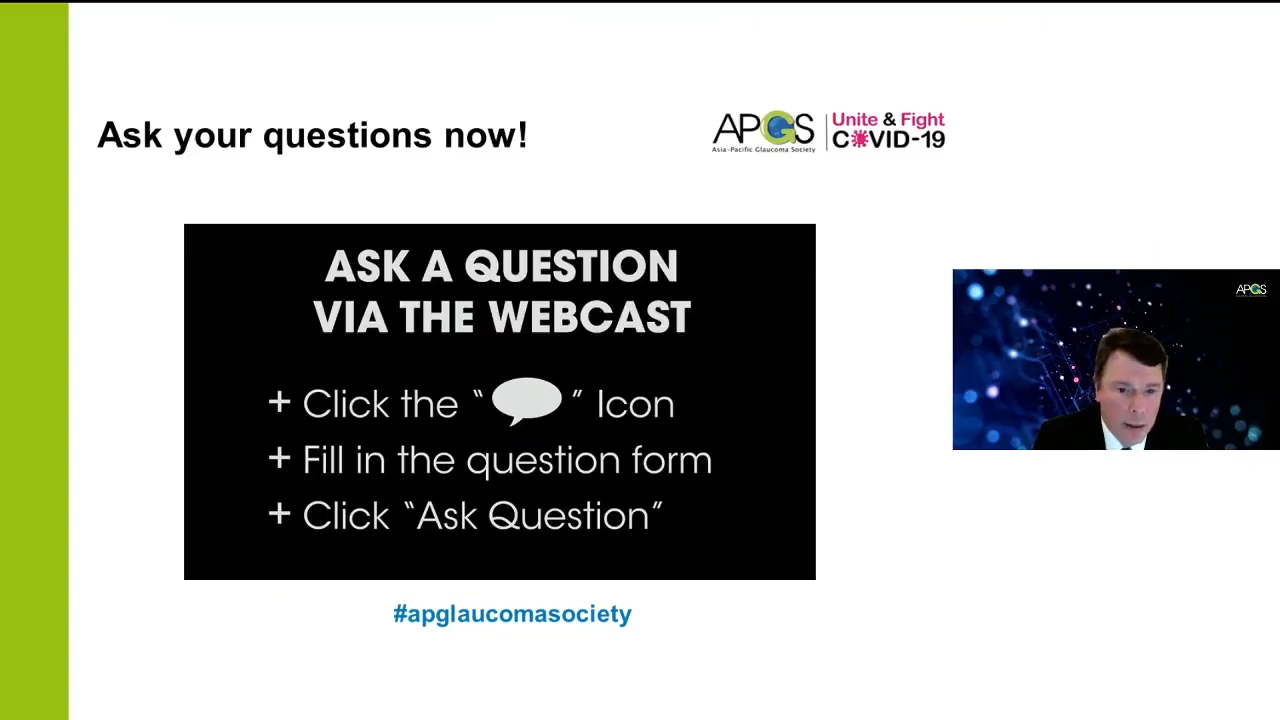 Ask your questions now!
APGS
Asia-Pacific Glaucoma Society
Unite & Fight
COVID-19
ASK A QUESTION
VIA THE WEBCAST
+ Click the “ ” Icon
+ Fill in the question form
+ Click “Ask Question”
#apglaucomasociety
APGS